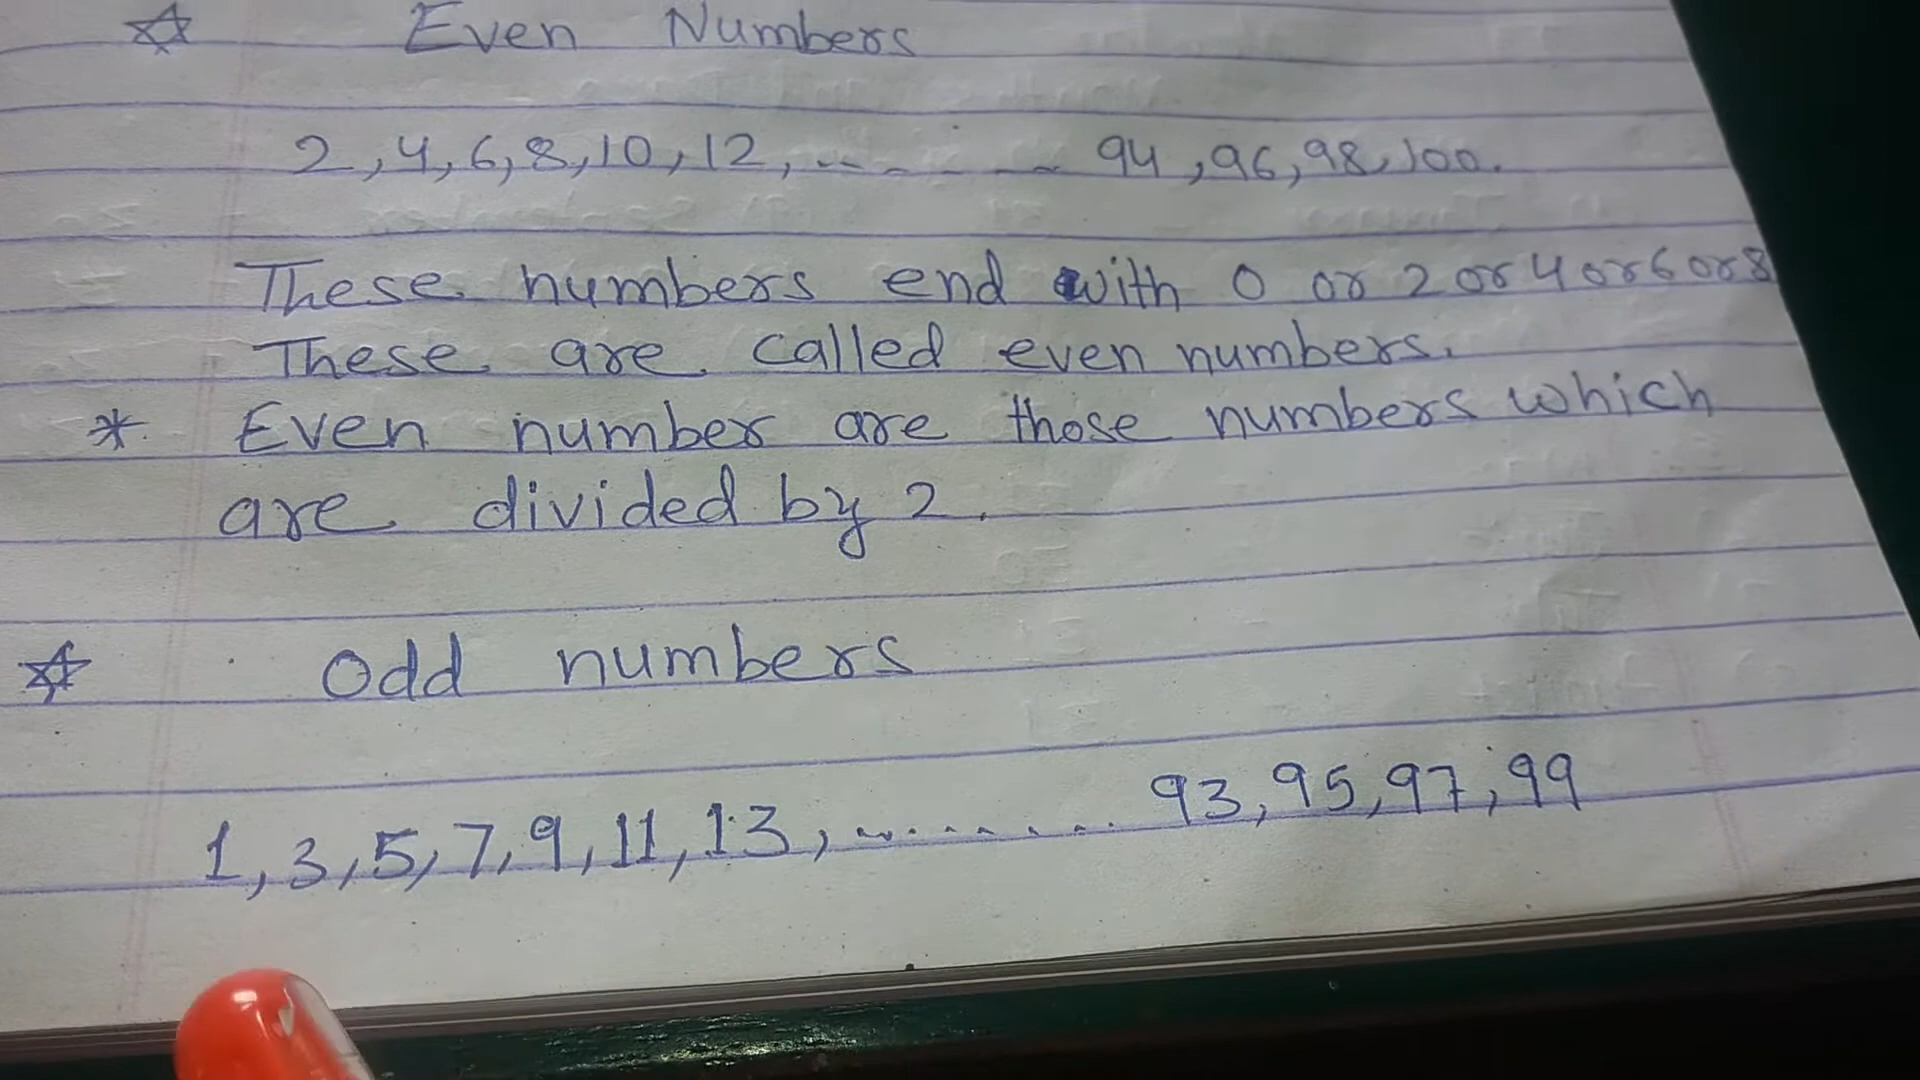 Even Numbers
2,4,6,8,10,12,........ 94,96,98,100.
These numbers end with 0 or 2 or 4 or 6 or 8
These are called even numbers.
* Even number are those numbers which
are divided by 2.
Odd numbers
1,3,5,7,9,11,13,......... 93,95,97,99